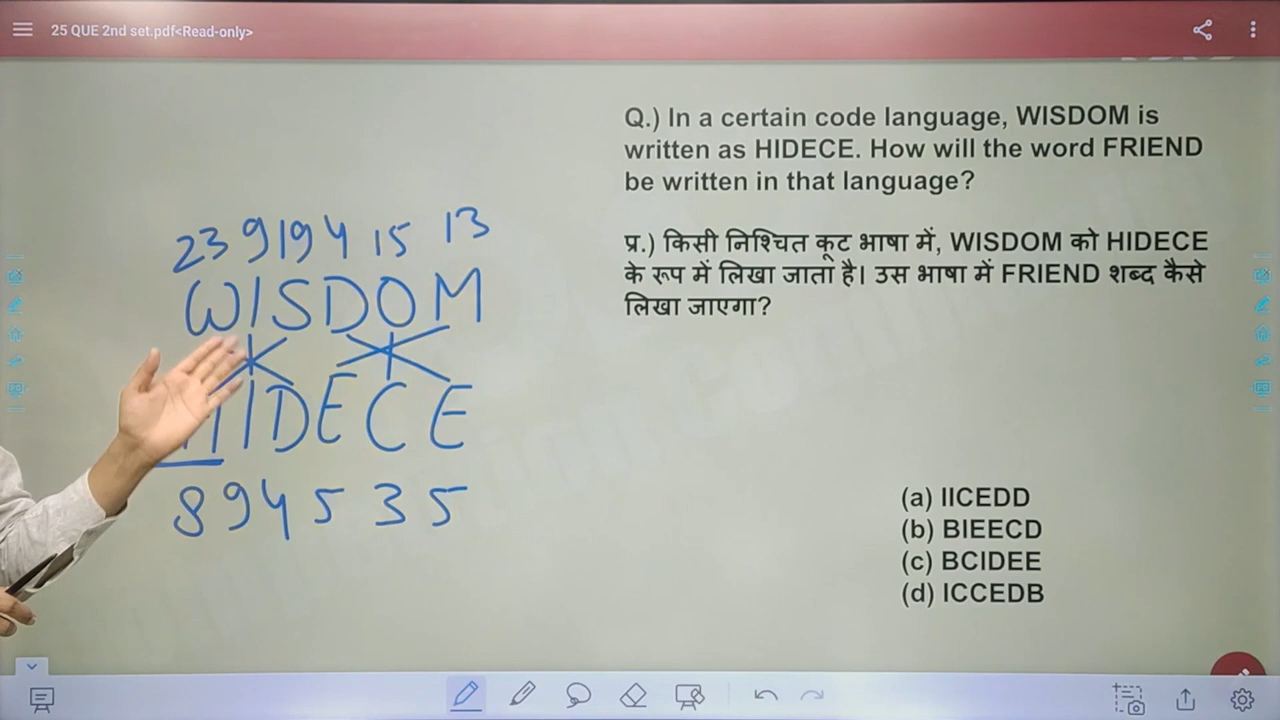 25 QUE 2nd set.pdf<Read-only>
Q.) In a certain code language, WISDOM is
written as HIDECE. How will the word FRIEND
be written in that language?
प्र.) किसी निश्चित कूट भाषा में, WISDOM को HIDECE
के रूप में लिखा जाता है। उस भाषा में FRIEND शब्द कैसे
लिखा जाएगा?
23 9 19 4 15 13
WISDOM
HIDECE
8 9 4 5 3 5
(a) IICEDD
(b) BIEECD
(c) BCIDEE
(d) ICCEDB